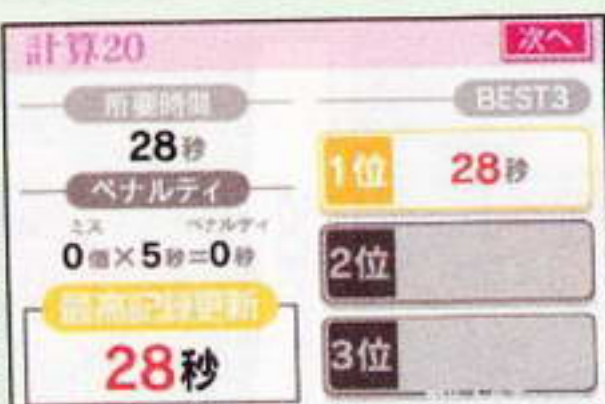 計算20
次へ
所要時間
28秒
ペナルティ
ミス ペナルティ
0個×5秒=0秒
最高記録更新
28秒
BEST3
1位 28秒
2位
3位